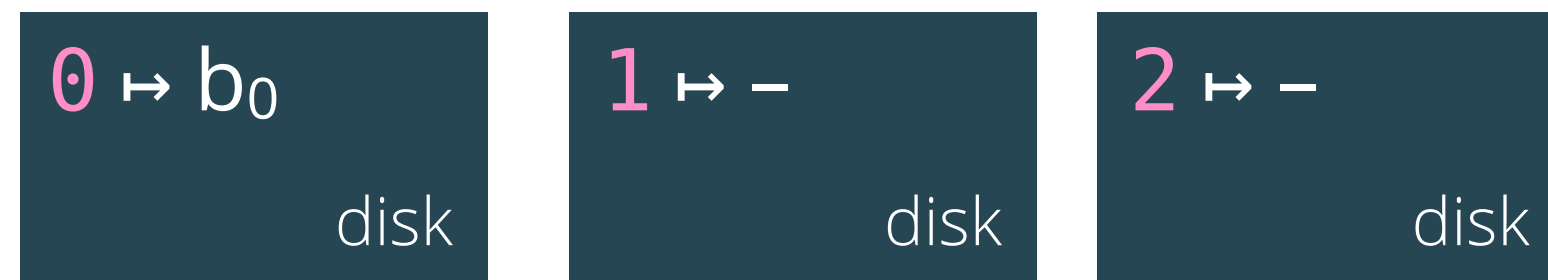 0 ↦ b₀
disk
1 ↦ –
disk
2 ↦ –
disk